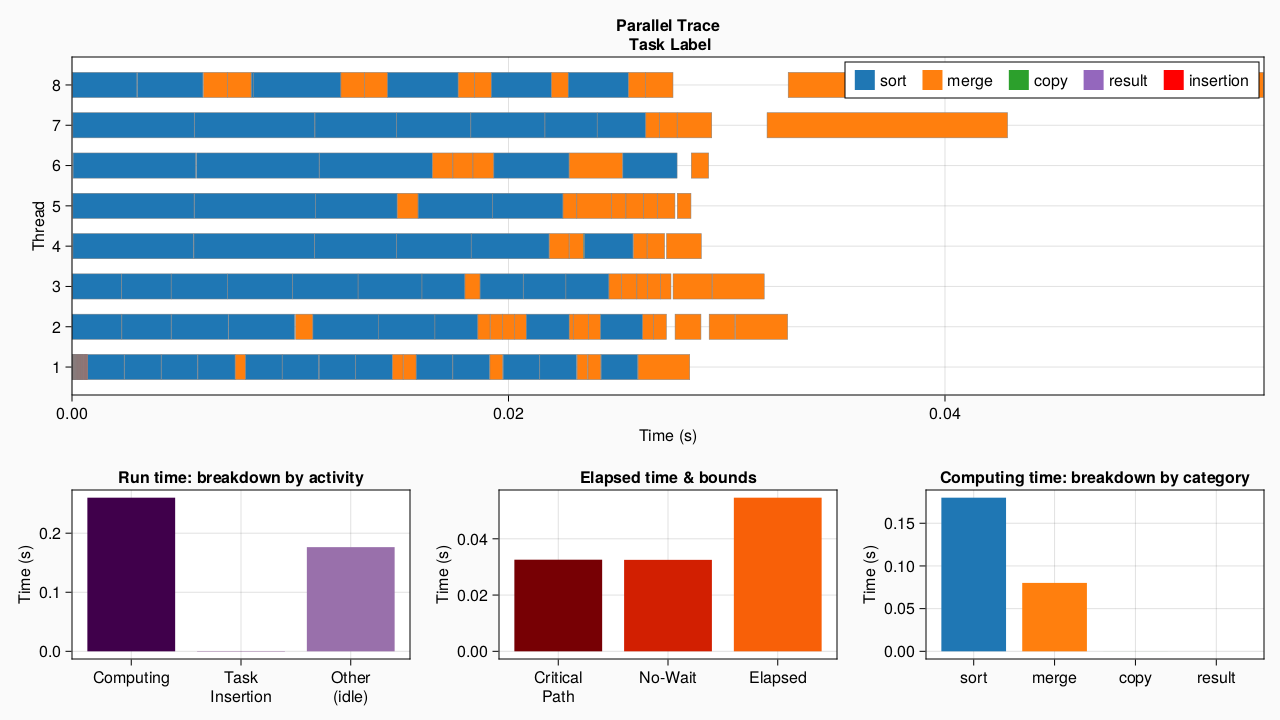 Parallel Trace
Task Label
sort merge copy result insertion
8
7
6
5
4
3
2
1
Thread
0.00 0.02 0.04
Time (s)
Run time: breakdown by activity
Time (s)
0.2
0.1
0.0
Computing
Task
Insertion
Other
(idle)
Elapsed time & bounds
Time (s)
0.04
0.02
0.00
Critical
Path
No-Wait
Elapsed
Computing time: breakdown by category
Time (s)
0.15
0.10
0.05
0.00
sort
merge
copy
result